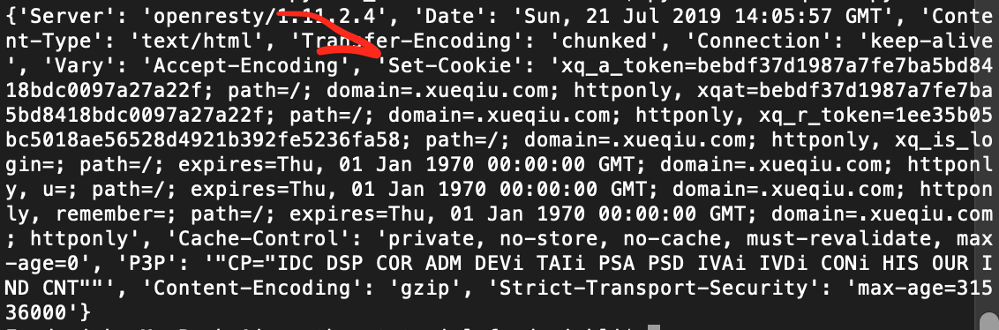 {'Server': 'openresty/1.11.2.4', 'Date': 'Sun, 21 Jul 2019 14:05:57 GMT', 'Conte
nt-Type': 'text/html', 'Transfer-Encoding': 'chunked', 'Connection': 'keep-alive
', 'Vary': 'Accept-Encoding', 'Set-Cookie': 'xq_a_token=bebdf37d1987a7fe7ba5bd84
18bdc0097a27a22f; path=/; domain=.xueqiu.com; httponly, xqat=bebdf37d1987a7fe7ba
5bd8418bdc0097a27a22f; path=/; domain=.xueqiu.com; httponly, xq_r_token=1ee35b05
bc5018ae56528d4921b392fe5236fa58; path=/; domain=.xueqiu.com; httponly, xq_is_lo
gin=; path=/; expires=Thu, 01 Jan 1970 00:00:00 GMT; domain=.xueqiu.com; httponl
y, u=; path=/; expires=Thu, 01 Jan 1970 00:00:00 GMT; domain=.xueqiu.com; httpon
ly, remember=; path=/; expires=Thu, 01 Jan 1970 00:00:00 GMT; domain=.xueqiu.com
; httponly', 'Cache-Control': 'private, no-store, no-cache, must-revalidate, max
-age=0', 'P3P': '"CP="IDC DSP COR ADM DEVi TAIi PSA PSD IVAi IVDi CONi HIS OUR I
ND CNT""', 'Content-Encoding': 'gzip', 'Strict-Transport-Security': 'max-age=315
36000'}